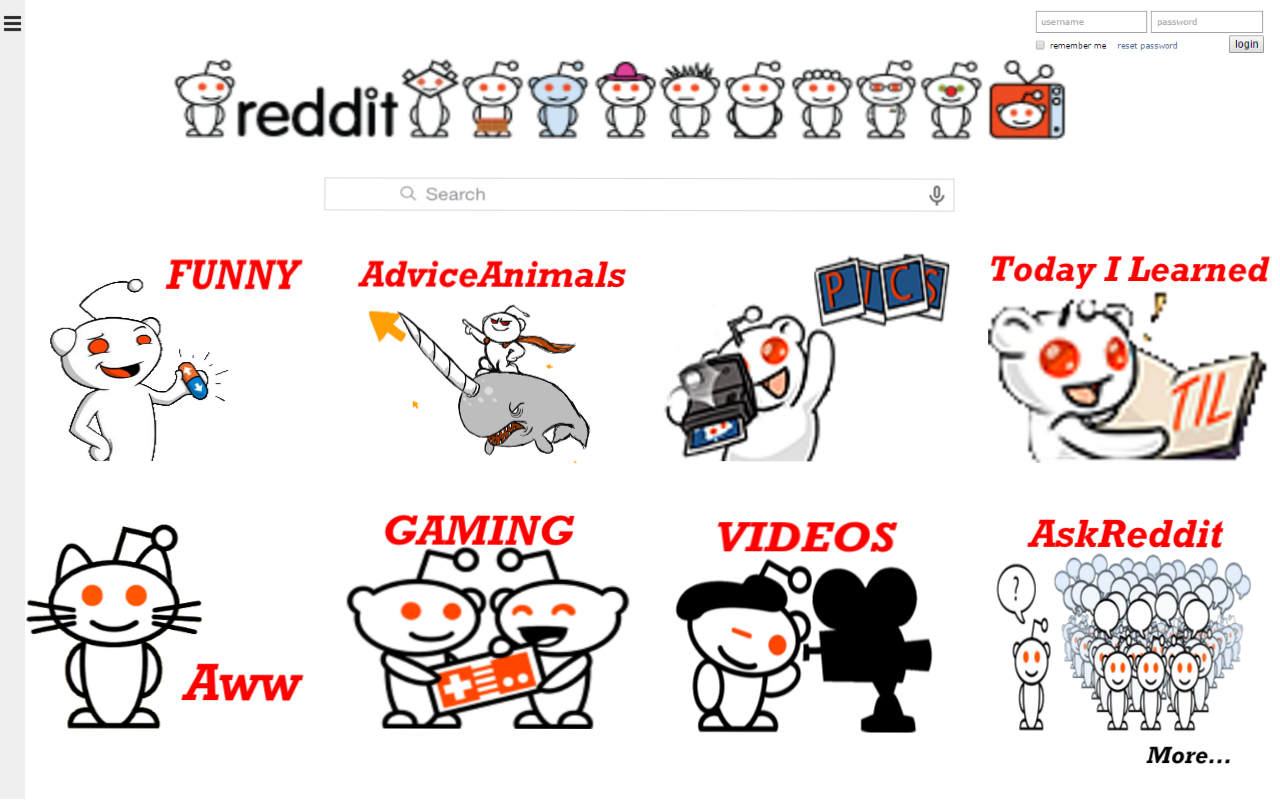 username
password
remember me
reset password
login
reddit
Search
FUNNY
AdviceAnimals
PICS
Today I Learned
TIL
Aww
GAMING
VIDEOS
AskReddit
?
More...